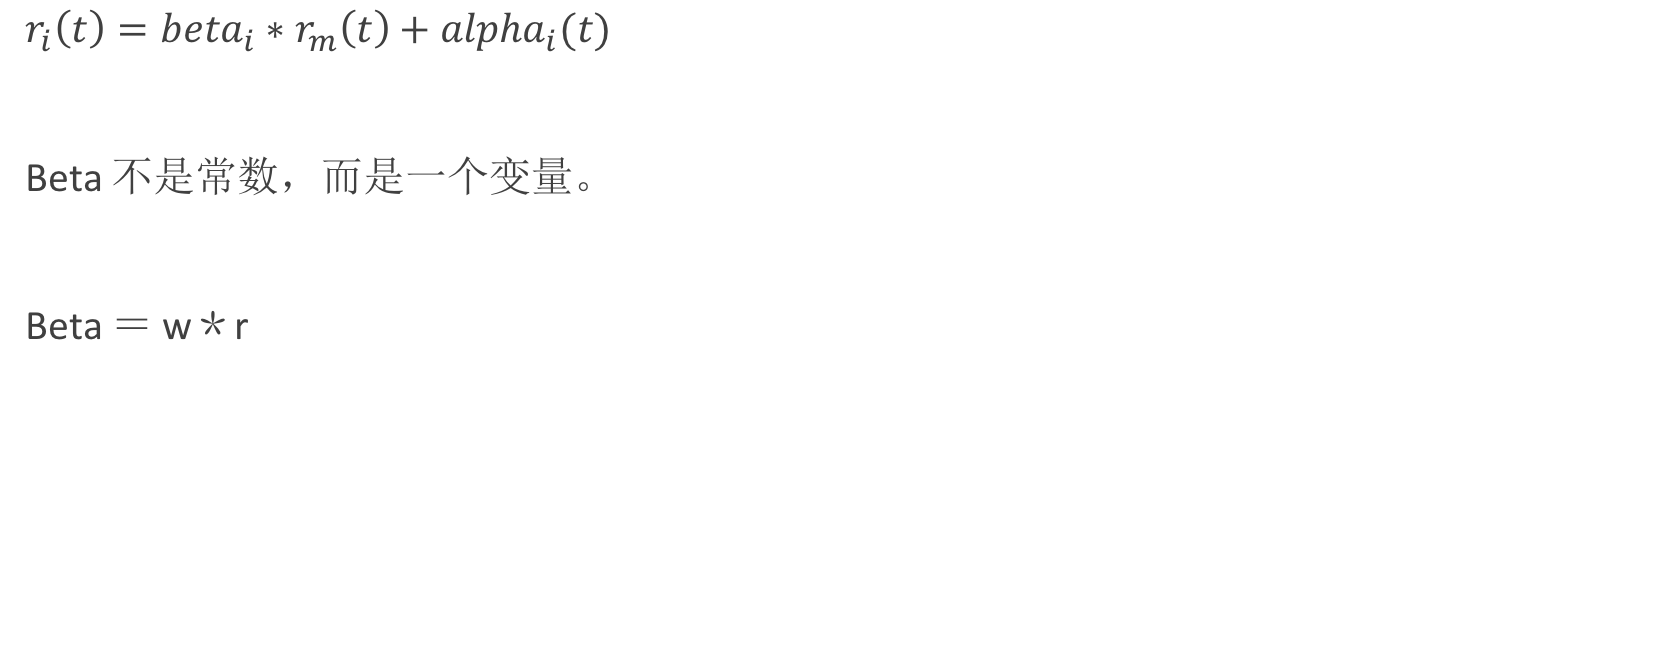 r_i(t) = beta_i * r_m(t) + alpha_i(t)
Beta 不是常数，而是一个变量。
Beta ＝ w＊r